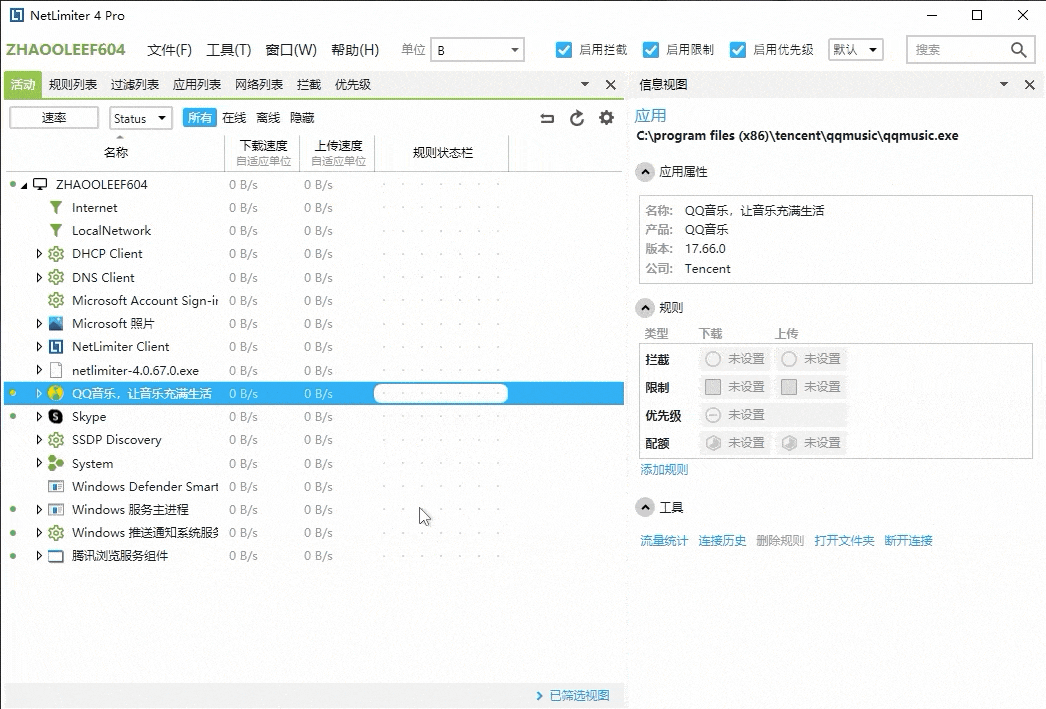 NetLimiter 4 Pro
ZHAOOLEEF604 文件(F) 工具(T) 窗口(W) 帮助(H) 单位 B 启用拦截 启用限制 启用优先级 默认 搜索
活动 规则列表 过滤列表 应用列表 网络列表 拦截 优先级
速率 Status 所有 在线 离线 隐藏
名称 下载速度 上传速度 规则状态栏
自适应单位 自适应单位
ZHAOOLEEF604 0 B/s 0 B/s
Internet 0 B/s 0 B/s
LocalNetwork 0 B/s 0 B/s
DHCP Client 0 B/s 0 B/s
DNS Client 0 B/s 0 B/s
Microsoft Account Sign-ir 0 B/s 0 B/s
Microsoft 照片 0 B/s 0 B/s
NetLimiter Client 0 B/s 0 B/s
netlimiter-4.0.67.0.exe 0 B/s 0 B/s
QQ音乐，让音乐充满生活 0 B/s 0 B/s
Skype 0 B/s 0 B/s
SSDP Discovery 0 B/s 0 B/s
System 0 B/s 0 B/s
Windows Defender Smart 0 B/s 0 B/s
Windows 服务主进程 0 B/s 0 B/s
Windows 推送通知系统服务 0 B/s 0 B/s
腾讯浏览服务组件 0 B/s 0 B/s
已筛选视图
信息视图
应用
C:\program files (x86)\tencent\qqmusic\qqmusic.exe
应用属性
名称: QQ音乐，让音乐充满生活
产品: QQ音乐
版本: 17.66.0
公司: Tencent
规则
类型 下载 上传
拦截 未设置 未设置
限制 未设置 未设置
优先级 未设置
配额 未设置 未设置
添加规则
工具
流量统计 连接历史 删除规则 打开文件夹 断开连接